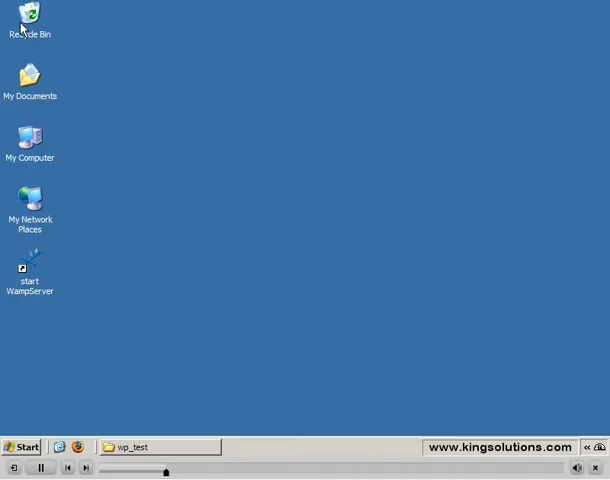 Recycle Bin
My Documents
My Computer
My Network
Places
start
WampServer
Start
wp_test
www.kingsolutions.com